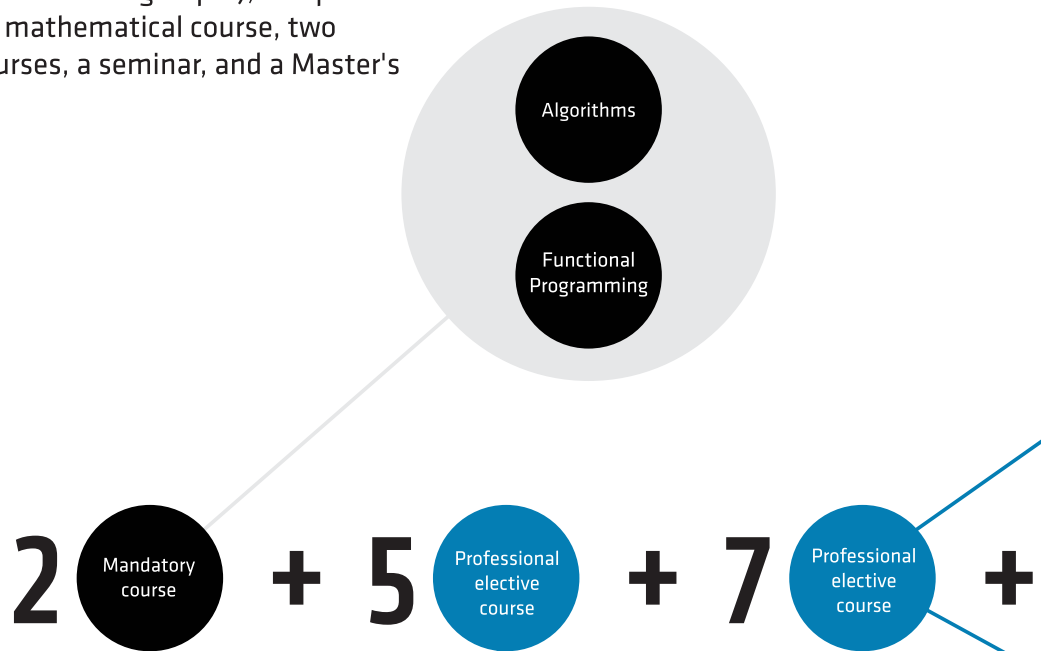 mathematical course, two
a seminar, and a Master's
Algorithms
Functional
Programming
2
Mandatory
course
+
5
Professional
elective
course
+
7
Professional
elective
course
+